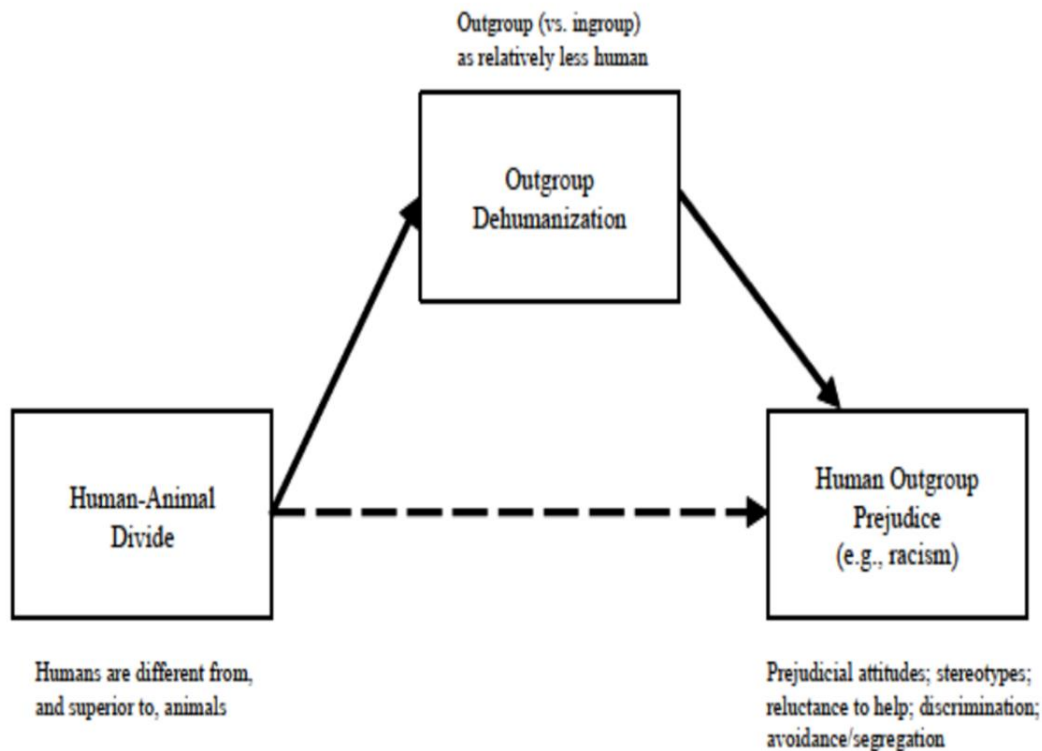 Outgroup (vs. ingroup)
as relatively less human
Outgroup
Dehumanization
Human-Animal
Divide
Human Outgroup
Prejudice
(e.g., racism)
Humans are different from,
and superior to, animals
Prejudicial attitudes; stereotypes;
reluctance to help; discrimination;
avoidance/segregation